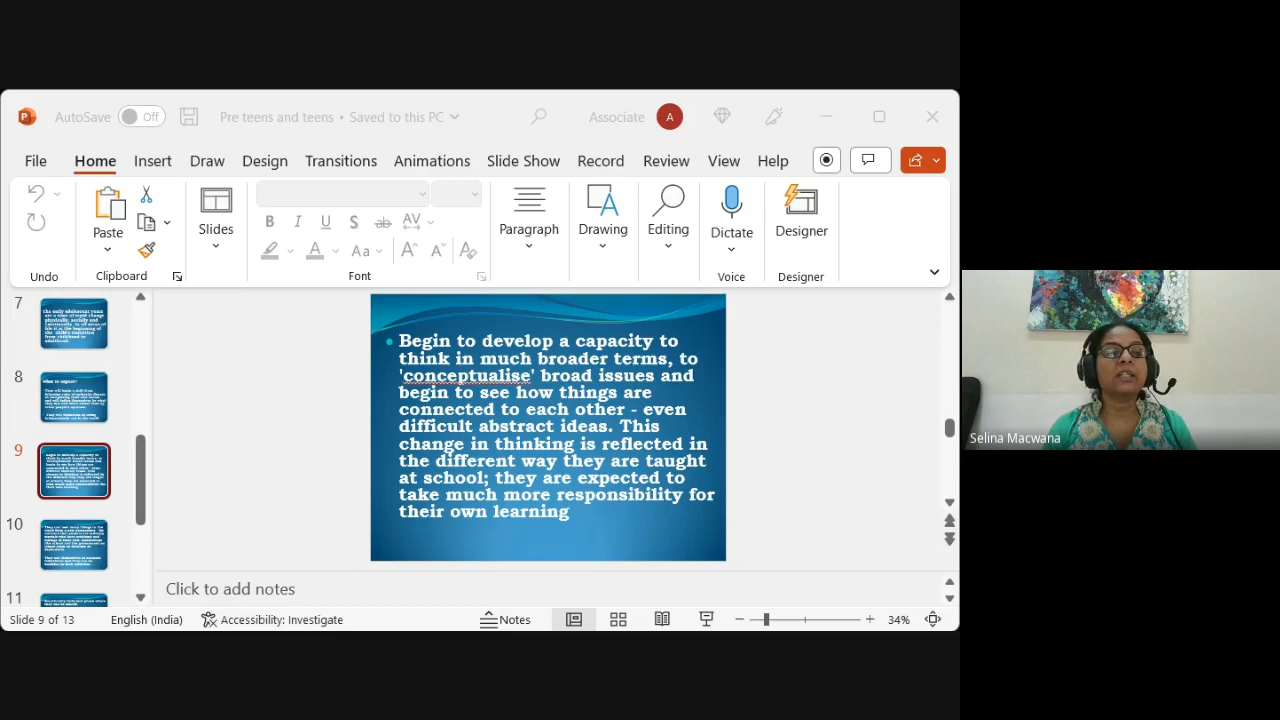 AutoSave Off Pre teens and teens • Saved to this PC Associate A
File Home Insert Draw Design Transitions Animations Slide Show Record Review View Help
Paste Slides Paragraph Drawing Editing Dictate Designer
B I U S ab AV
A Aa A A A
Undo Clipboard Font Voice Designer
7
8
9
10
11
Begin to develop a capacity to
think in much broader terms, to
'conceptualise' broad issues and
begin to see how things are
connected to each other - even
difficult abstract ideas. This
change in thinking is reflected in
the different way they are taught
at school; they are expected to
take much more responsibility for
their own learning
Click to add notes
Slide 9 of 13 English (India) Accessibility: Investigate Notes 34%
Selina Macwana